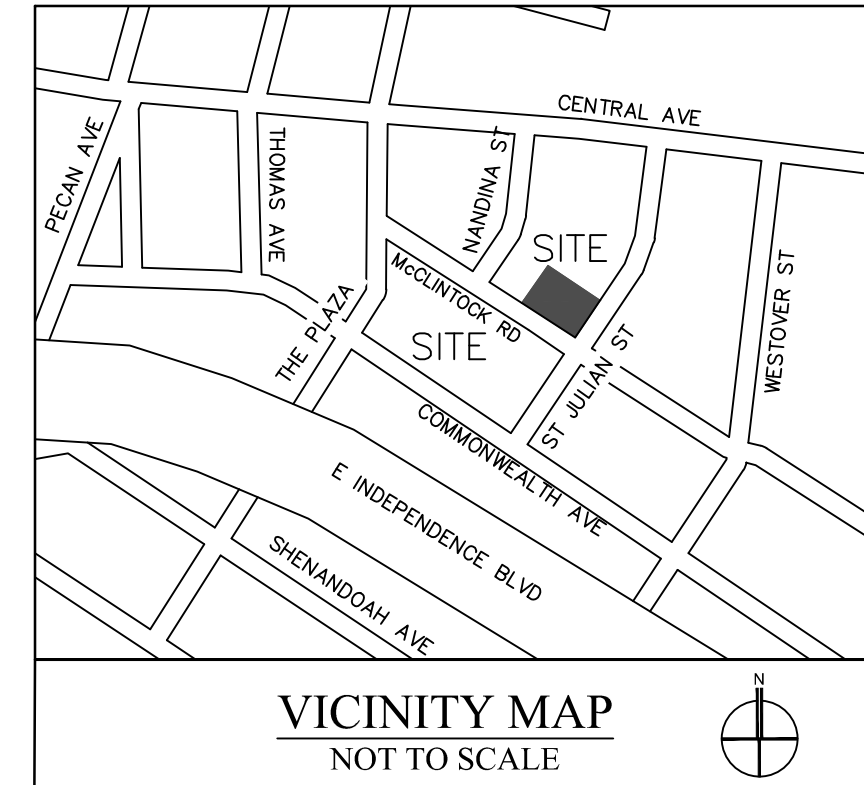 CENTRAL AVE
PECAN AVE
THOMAS AVE
NANDINA ST
SITE
McCLINTOCK RD
WESTOVER ST
THE PLAZA
SITE
ST JULIAN ST
COMMONWEALTH AVE
E INDEPENDENCE BLVD
SHENANDOAH AVE
VICINITY MAP
NOT TO SCALE
N